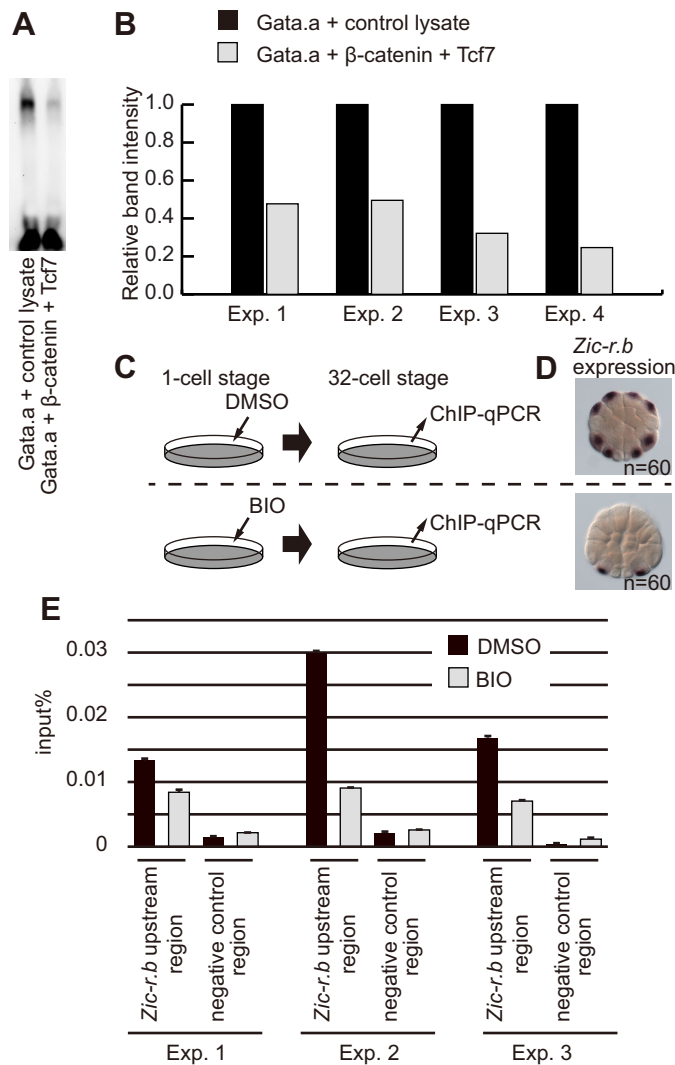 A
Gata.a + control lysate
Gata.a + β-catenin + Tcf7
B
Gata.a + control lysate
Gata.a + β-catenin + Tcf7
Relative band intensity
1.0
0.8
0.6
0.4
0.2
0.0
Exp. 1
Exp. 2
Exp. 3
Exp. 4
C
1-cell stage
32-cell stage
DMSO
ChIP-qPCR
BIO
ChIP-qPCR
D
Zic-r.b
expression
n=60
n=60
E
DMSO
BIO
input%
0.03
0.02
0.01
0
Zic-r.b upstream
region
negative control
region
Zic-r.b upstream
region
negative control
region
Zic-r.b upstream
region
negative control
region
Exp. 1
Exp. 2
Exp. 3